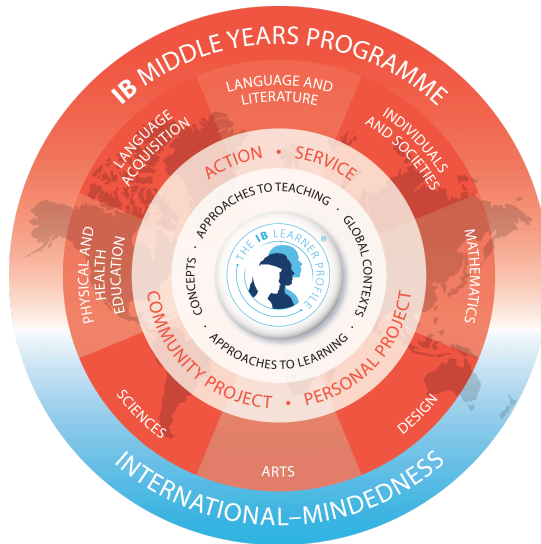 IB MIDDLE YEARS PROGRAMME
LANGUAGE AND
LITERATURE
INDIVIDUALS
AND SOCIETIES
MATHEMATICS
DESIGN
ARTS
SCIENCES
PHYSICAL AND
HEALTH
EDUCATION
LANGUAGE
ACQUISITION
ACTION • SERVICE
PERSONAL PROJECT
•
COMMUNITY PROJECT
APPROACHES TO TEACHING ·
GLOBAL CONTEXTS ·
APPROACHES TO LEARNING ·
CONCEPTS ·
THE IB LEARNER PROFILE
®
INTERNATIONAL–MINDEDNESS